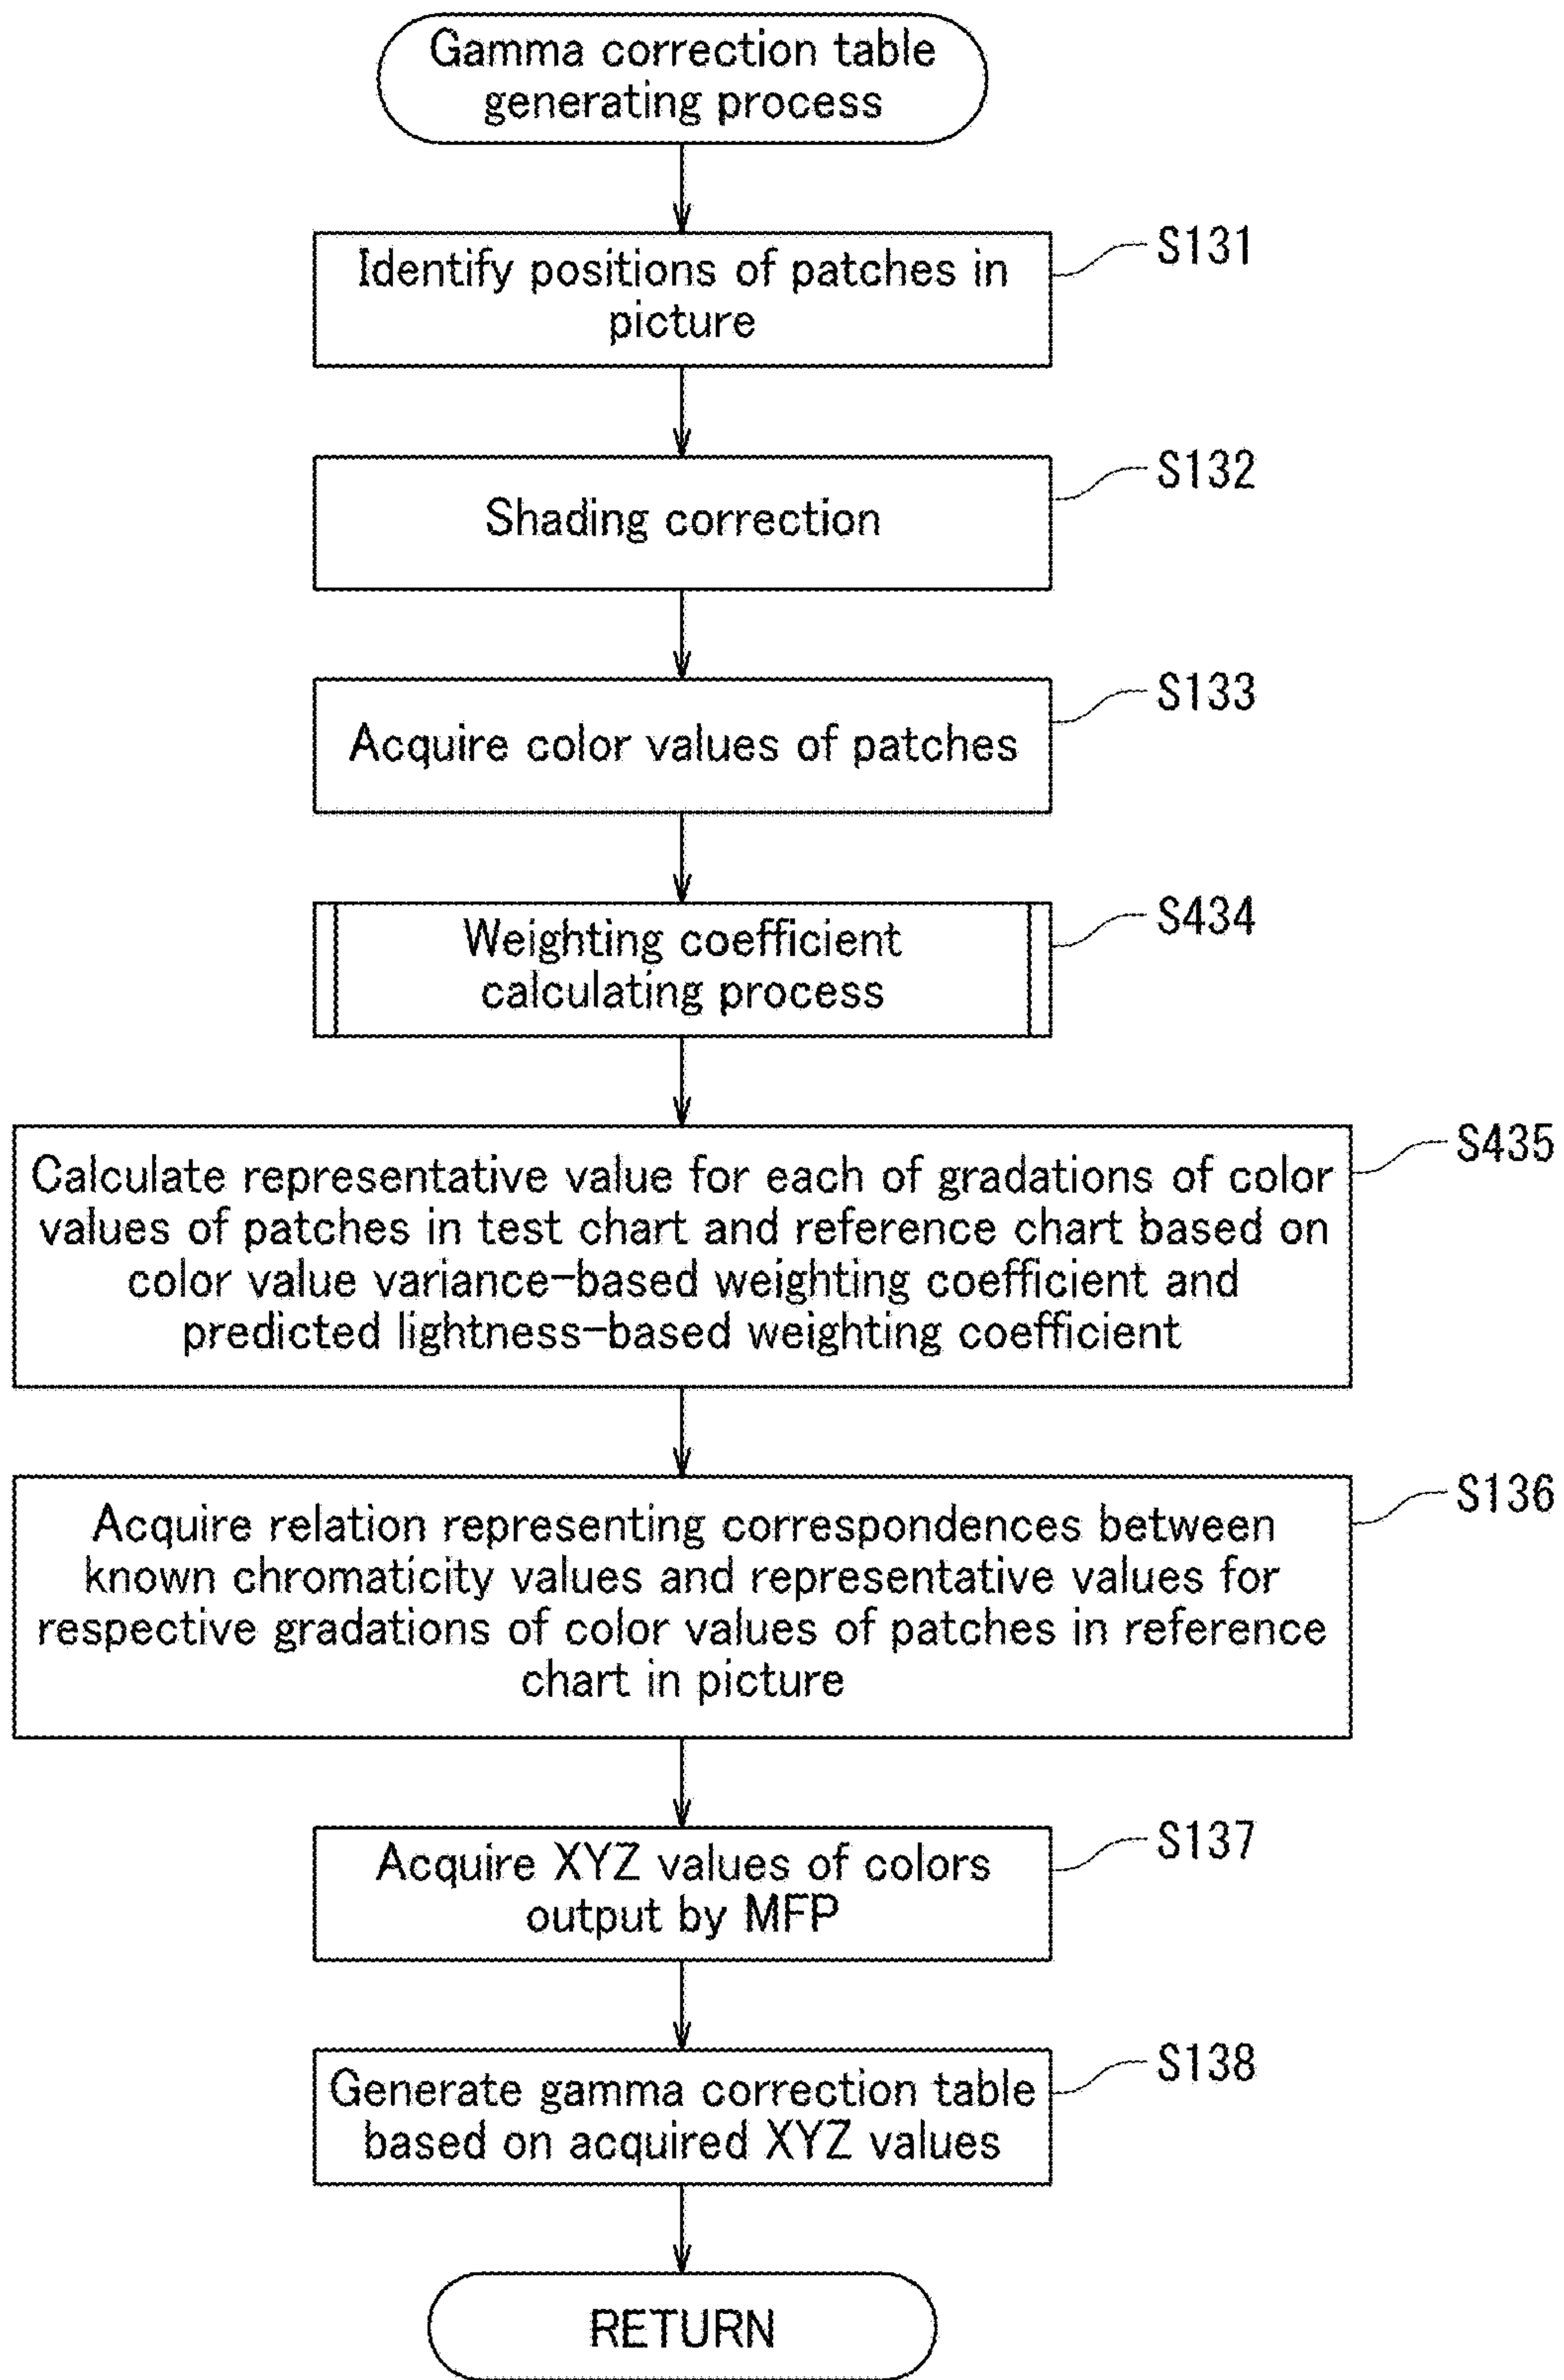 Gamma correction table
generating process
S131
Identify positions of patches in
picture
S132
Shading correction
S133
Acquire color values of patches
S434
Weighting coefficient
calculating process
S435
Calculate representative value for each of gradations of color
values of patches in test chart and reference chart based on
color value variance-based weighting coefficient and
predicted lightness-based weighting coefficient
S136
Acquire relation representing correspondences between
known chromaticity values and representative values for
respective gradations of color values of patches in reference
chart in picture
S137
Acquire XYZ values of colors
output by MFP
S138
Generate gamma correction table
based on acquired XYZ values
RETURN